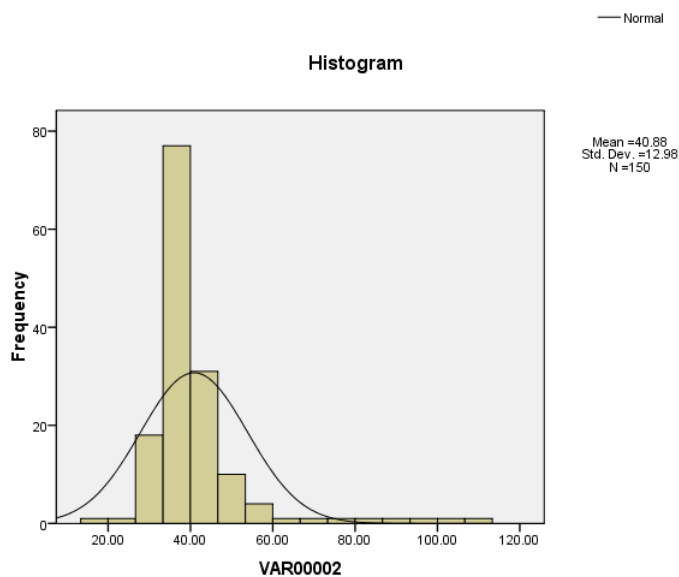 Normal
Histogram
Mean =40.88
Std. Dev. =12.98
N =150
80
60
40
20
0
Frequency
20.00 40.00 60.00 80.00 100.00 120.00
VAR00002